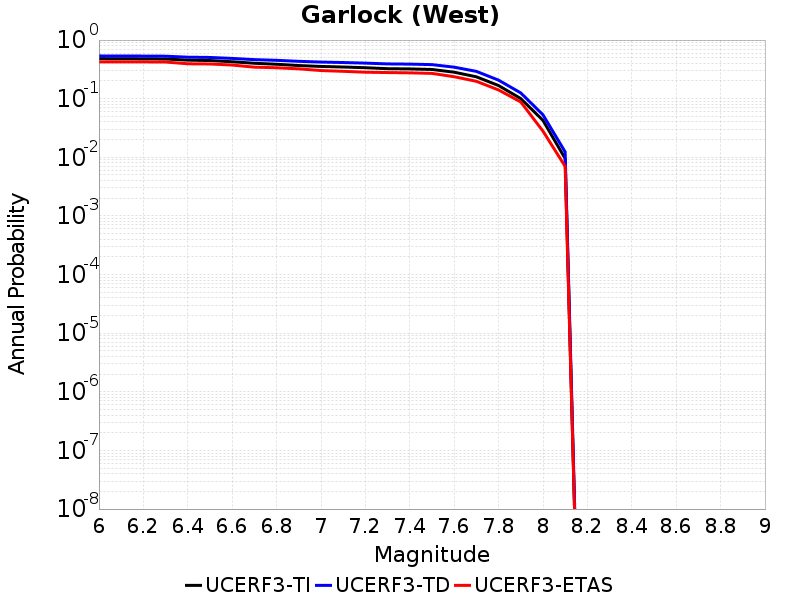 Garlock (West)
Annual Probability
10^0
10^-1
10^-2
10^-3
10^-4
10^-5
10^-6
10^-7
10^-8
6 6.2 6.4 6.6 6.8 7 7.2 7.4 7.6 7.8 8 8.2 8.4 8.6 8.8 9
Magnitude
UCERF3-TI UCERF3-TD UCERF3-ETAS